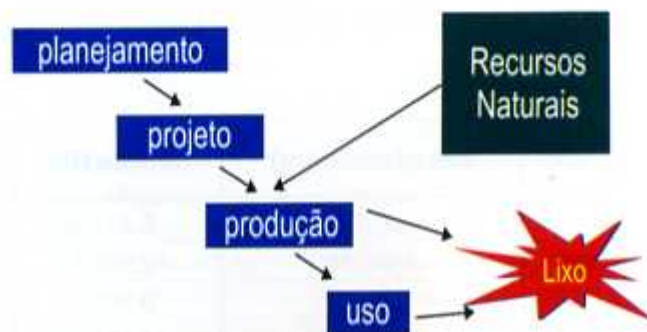 planejamento
Recursos
Naturais
projeto
produção
Lixo
uso